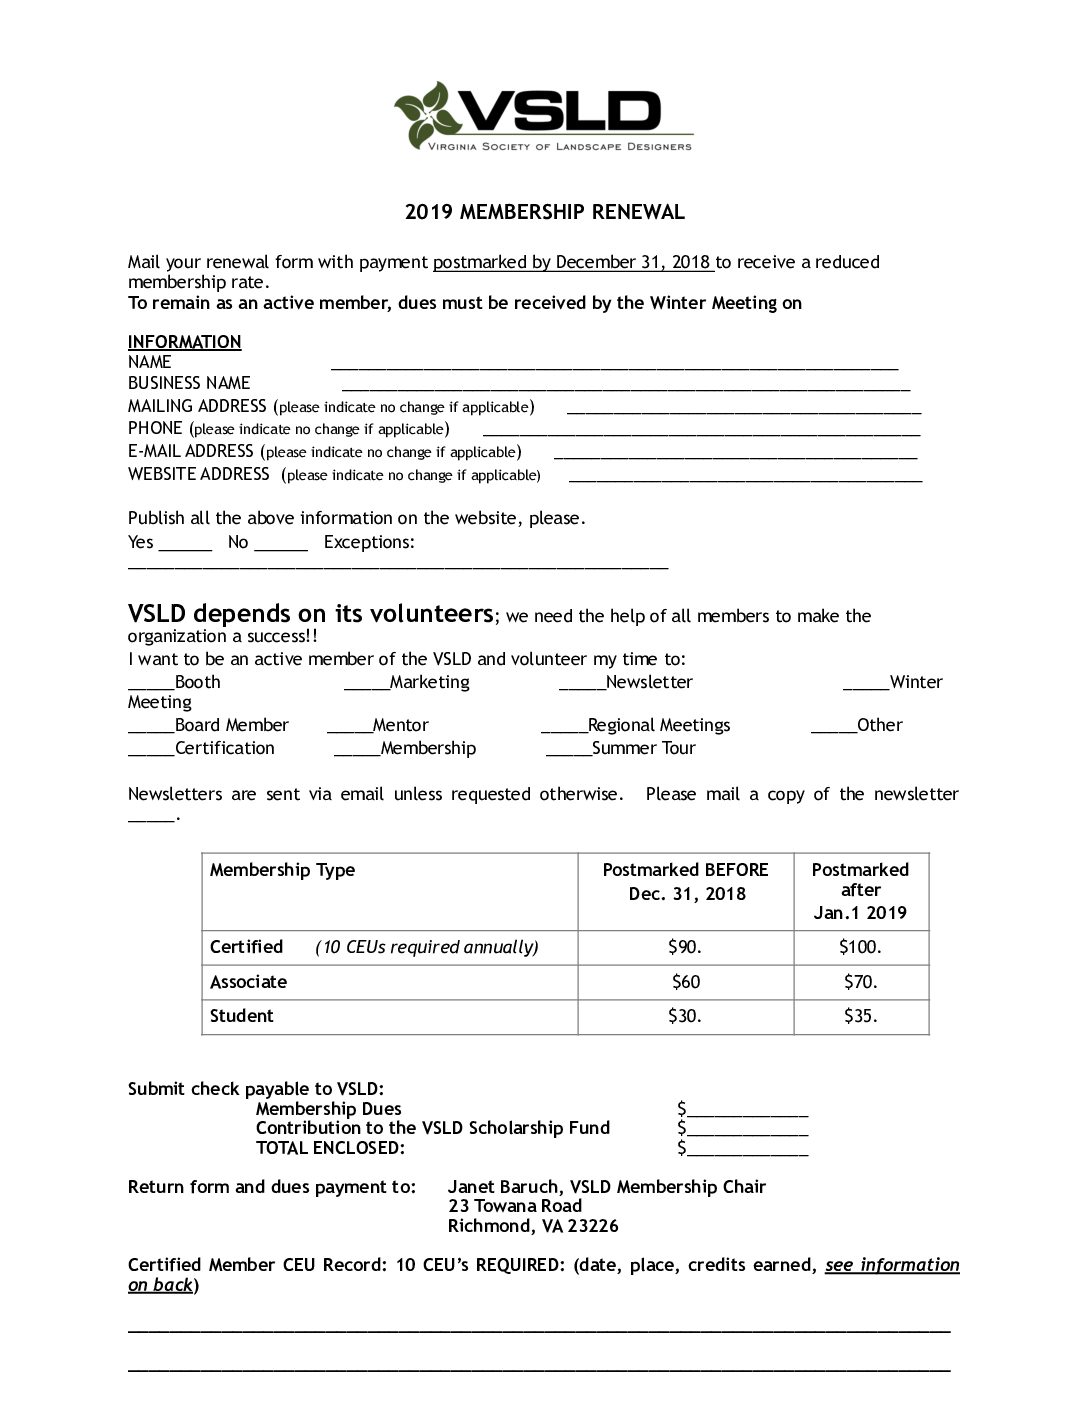 VSLD
VIRGINIA SOCIETY OF LANDSCAPE DESIGNERS
2019 MEMBERSHIP RENEWAL
Mail your renewal form with payment postmarked by December 31, 2018 to receive a reduced
membership rate.
To remain as an active member, dues must be received by the Winter Meeting on
INFORMATION
NAME ____________________________________________________________
BUSINESS NAME ____________________________________________________________
MAILING ADDRESS (please indicate no change if applicable) ______________________________________
PHONE (please indicate no change if applicable) _______________________________________________
E-MAIL ADDRESS (please indicate no change if applicable) _______________________________________
WEBSITE ADDRESS (please indicate no change if applicable) ______________________________________
Publish all the above information on the website, please.
Yes ______ No ______ Exceptions:
__________________________________________________________
VSLD depends on its volunteers; we need the help of all members to make the
organization a success!!
I want to be an active member of the VSLD and volunteer my time to:
_____Booth _____Marketing _____Newsletter _____Winter
Meeting
_____Board Member _____Mentor _____Regional Meetings _____Other
_____Certification _____Membership _____Summer Tour
Newsletters are sent via email unless requested otherwise. Please mail a copy of the newsletter
_____.
Membership Type Postmarked BEFORE Postmarked
Dec. 31, 2018 after
Jan.1 2019
Certified (10 CEUs required annually) $90. $100.
Associate $60 $70.
Student $30. $35.
Submit check payable to VSLD:
Membership Dues $_____________
Contribution to the VSLD Scholarship Fund $_____________
TOTAL ENCLOSED: $_____________
Return form and dues payment to: Janet Baruch, VSLD Membership Chair
23 Towana Road
Richmond, VA 23226
Certified Member CEU Record: 10 CEU's REQUIRED: (date, place, credits earned, see information
on back)
________________________________________________________________________________
________________________________________________________________________________